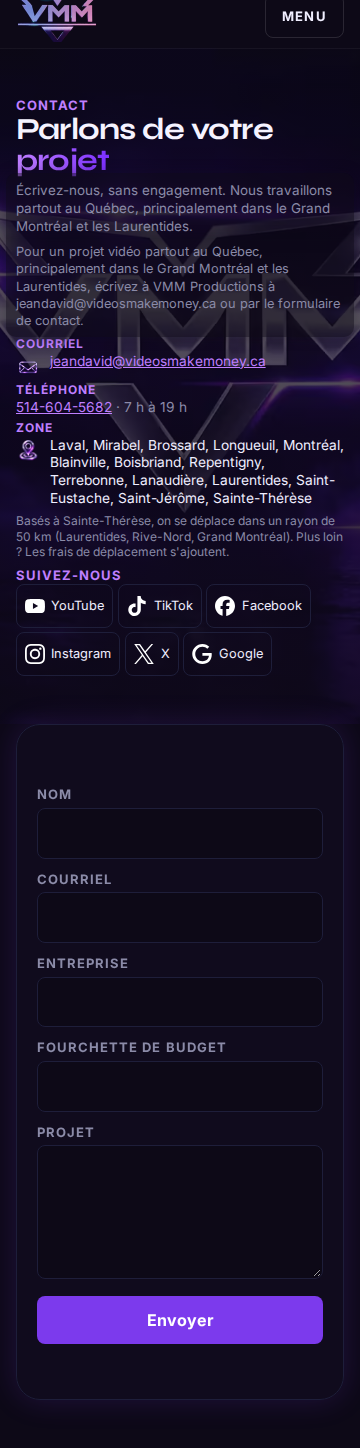 VMM
MENU
CONTACT
Parlons de votre
projet
Écrivez-nous, sans engagement. Nous travaillons
partout au Québec, principalement dans le Grand
Montréal et les Laurentides.
Pour un projet vidéo partout au Québec,
principalement dans le Grand Montréal et les
Laurentides, écrivez à VMM Productions à
jeandavid@videosmakemoney.ca ou par le formulaire
de contact.
COURRIEL
jeandavid@videosmakemoney.ca
TÉLÉPHONE
514-604-5682 · 7 h à 19 h
ZONE
Laval, Mirabel, Brossard, Longueuil, Montréal,
Blainville, Boisbriand, Repentigny,
Terrebonne, Lanaudière, Laurentides, Saint-
Eustache, Saint-Jérôme, Sainte-Thérèse
Basés à Sainte-Thérèse, on se déplace dans un rayon de
50 km (Laurentides, Rive-Nord, Grand Montréal). Plus loin
? Les frais de déplacement s'ajoutent.
SUIVEZ-NOUS
YouTube TikTok Facebook
Instagram X Google
NOM
COURRIEL
ENTREPRISE
FOURCHETTE DE BUDGET
PROJET
Envoyer